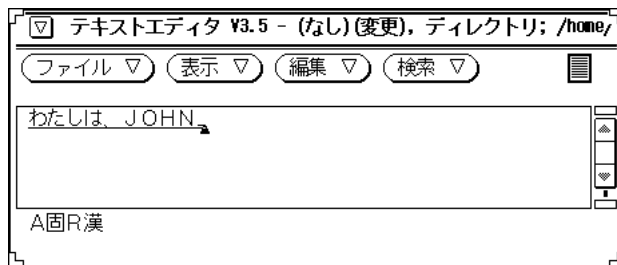 テキストエディタ V3.5 - (なし)(変更), ディレクトリ; /home/
ファイル ▽ 表示 ▽ 編集 ▽ 検索 ▽
わたしは、ＪＯＨＮ
A固R漢